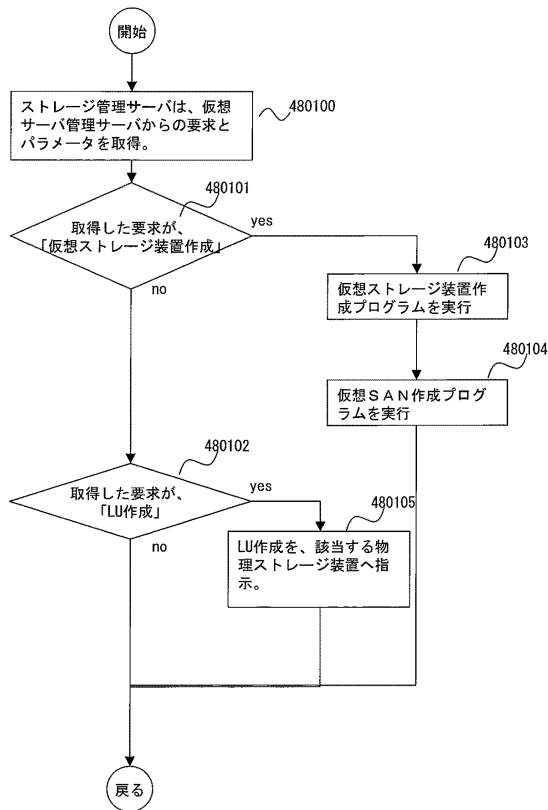 開始
ストレージ管理サーバは、仮想
サーバ管理サーバからの要求と
パラメータを取得。
480100
480101
取得した要求が、
「仮想ストレージ装置作成」
yes
no
480103
仮想ストレージ装置作
成プログラムを実行
480104
仮想SAN作成プログ
ラムを実行
480102
取得した要求が、
「LU作成」
yes
no
480105
LU作成を、該当する物
理ストレージ装置へ指
示。
戻る